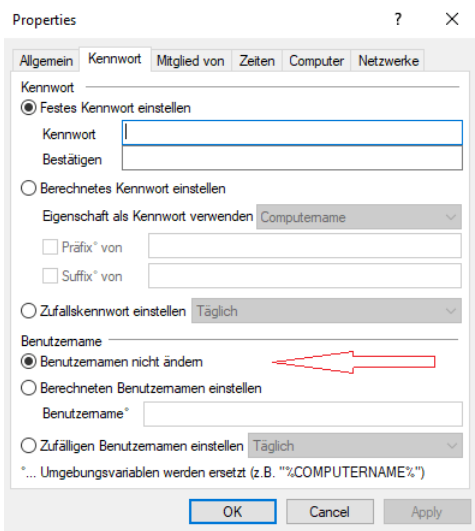 Properties ?
Allgemein Kennwort Mitglied von Zeiten Computer Netzwerke
Kennwort
Festes Kennwort einstellen
Kennwort
Bestätigen
Berechnetes Kennwort einstellen
Eigenschaft als Kennwort verwenden Computername
Präfix° von
Suffix° von
Zufallskennwort einstellen Täglich
Benutzername
Benutzernamen nicht ändern
Berechneten Benutzernamen einstellen
Benutzername°
Zufälligen Benutzernamen einstellen Täglich
°... Umgebungsvariablen werden ersetzt (z.B. "%COMPUTERNAME%")
OK Cancel Apply